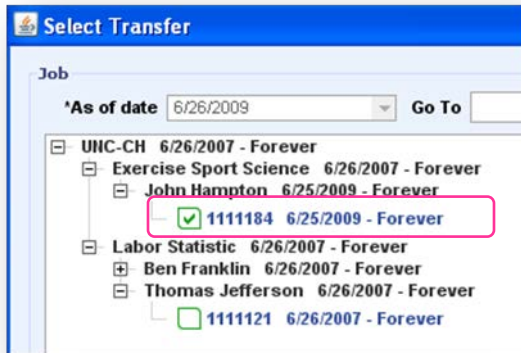 Select Transfer
Job
*As of date 6/26/2009 Go To
UNC-CH 6/26/2007 - Forever
Exercise Sport Science 6/26/2007 - Forever
John Hampton 6/25/2009 - Forever
1111184 6/25/2009 - Forever
Labor Statistic 6/26/2007 - Forever
Ben Franklin 6/26/2007 - Forever
Thomas Jefferson 6/26/2007 - Forever
1111121 6/26/2007 - Forever